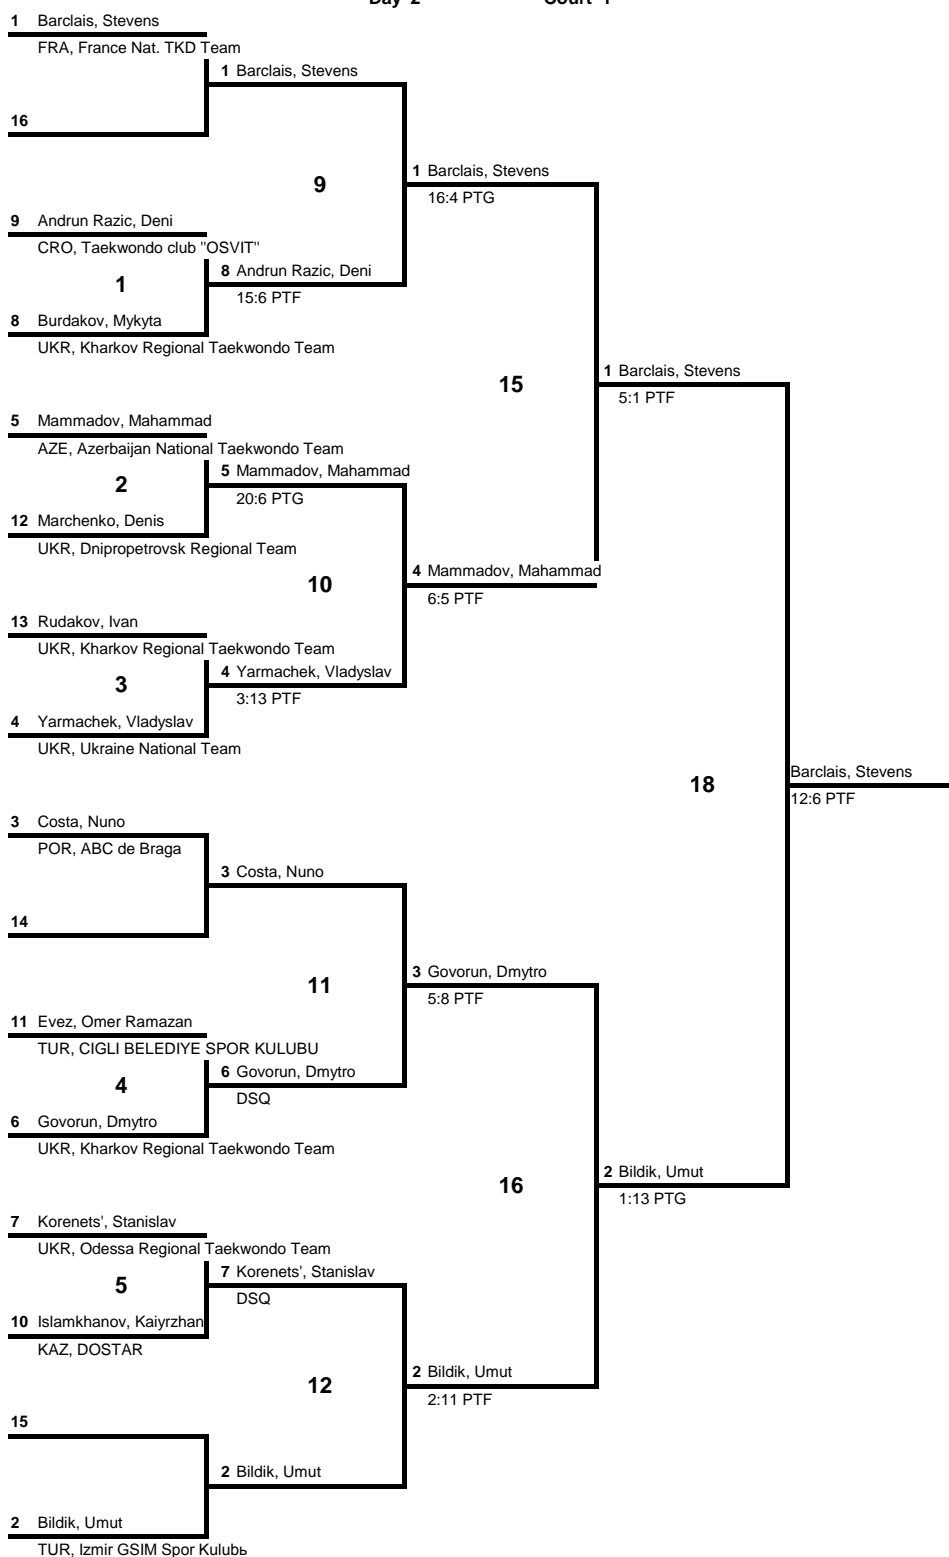 Day 2 Court 1
1 Barclais, Stevens
FRA, France Nat. TKD Team
1 Barclais, Stevens
16
1 Barclais, Stevens
9
16:4 PTG
9 Andrun Razic, Deni
CRO, Taekwondo club "OSVIT"
8 Andrun Razic, Deni
1
15:6 PTF
8 Burdakov, Mykyta
UKR, Kharkov Regional Taekwondo Team
1 Barclais, Stevens
15
5:1 PTF
5 Mammadov, Mahammad
AZE, Azerbaijan National Taekwondo Team
5 Mammadov, Mahammad
2
20:6 PTG
12 Marchenko, Denis
UKR, Dnipropetrovsk Regional Team
4 Mammadov, Mahammad
10
6:5 PTF
13 Rudakov, Ivan
UKR, Kharkov Regional Taekwondo Team
4 Yarmachek, Vladyslav
3
3:13 PTF
4 Yarmachek, Vladyslav
UKR, Ukraine National Team
Barclais, Stevens
18
12:6 PTF
3 Costa, Nuno
POR, ABC de Braga
3 Costa, Nuno
14
3 Govorun, Dmytro
11
5:8 PTF
11 Evez, Omer Ramazan
TUR, CIGLI BELEDIYE SPOR KULUBU
6 Govorun, Dmytro
4
DSQ
6 Govorun, Dmytro
UKR, Kharkov Regional Taekwondo Team
2 Bildik, Umut
16
1:13 PTG
7 Korenets', Stanislav
UKR, Odessa Regional Taekwondo Team
7 Korenets', Stanislav
5
DSQ
10 Islamkhanov, Kaiyrzhan
KAZ, DOSTAR
2 Bildik, Umut
12
2:11 PTF
15
2 Bildik, Umut
2 Bildik, Umut
TUR, Izmir GSIM Spor Kulubь